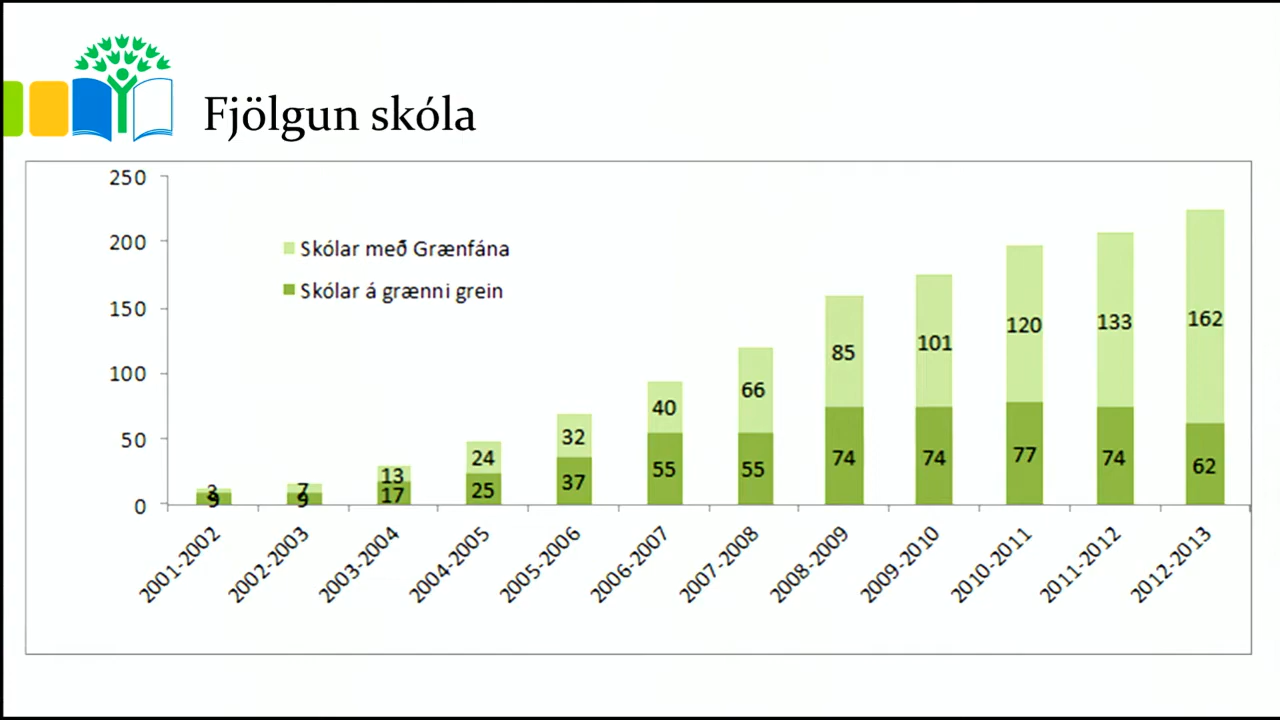 Fjölgun skóla
250
200
150
100
50
0
Skólar með Grænfána
Skólar á grænni grein
3 7 13 24 32 40 66 85 101 120 133 162
9 9 17 25 37 55 55 74 74 77 74 62
2001-2002 2002-2003 2003-2004 2004-2005 2005-2006 2006-2007 2007-2008 2008-2009 2009-2010 2010-2011 2011-2012 2012-2013